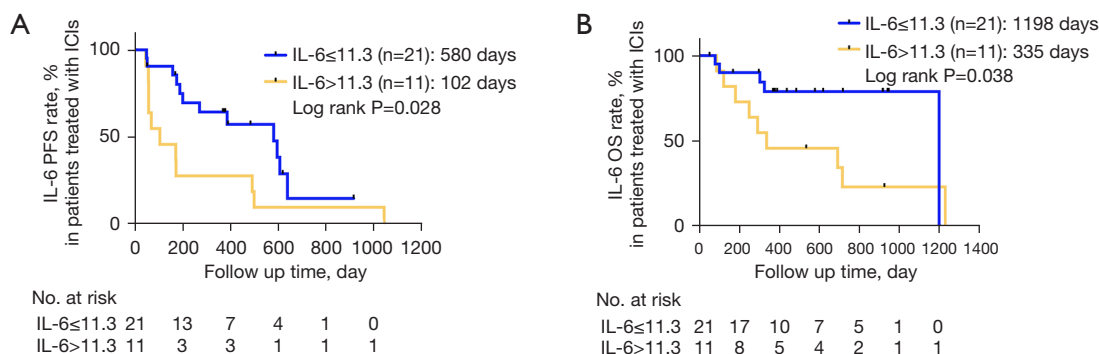 A
IL-6 PFS rate, %
in patients treated with ICIs
100
50
0
IL-6≤11.3 (n=21): 580 days
IL-6>11.3 (n=11): 102 days
Log rank P=0.028
0 200 400 600 800 1000 1200
Follow up time, day
No. at risk
IL-6≤11.3 21 13 7 4 1 0
IL-6>11.3 11 3 3 1 1 1
B
IL-6 OS rate, %
in patients treated with ICIs
100
50
0
IL-6≤11.3 (n=21): 1198 days
IL-6>11.3 (n=11): 335 days
Log rank P=0.038
0 200 400 600 800 1000 1200 1400
Follow up time, day
No. at risk
IL-6≤11.3 21 17 10 7 5 1 0
IL-6>11.3 11 8 5 4 2 1 1